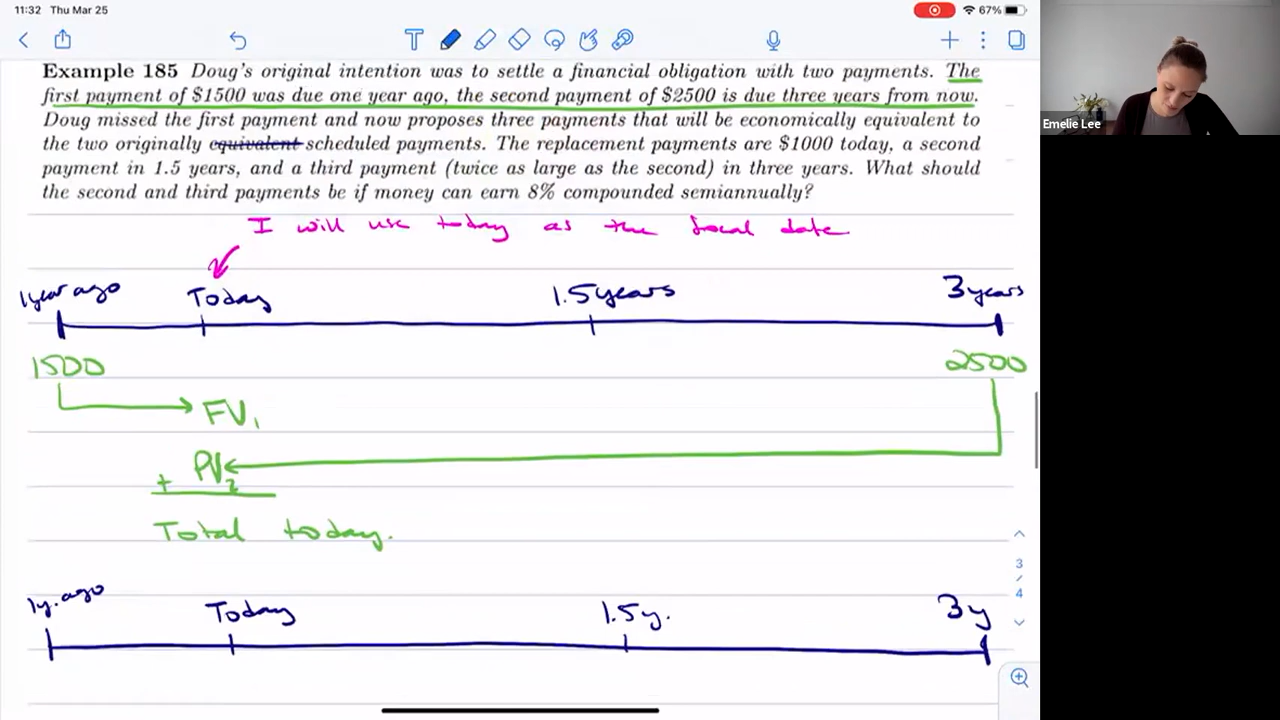 11:32 Thu Mar 25
67%
T
Example 185 Doug's original intention was to settle a financial obligation with two payments. The
first payment of $1500 was due one year ago, the second payment of $2500 is due three years from now.
Doug missed the first payment and now proposes three payments that will be economically equivalent to
the two originally equivalent scheduled payments. The replacement payments are $1000 today, a second
payment in 1.5 years, and a third payment (twice as large as the second) in three years. What should
the second and third payments be if money can earn 8% compounded semiannually?
Emelie Lee
I will use today as the focal date
1 year ago Today 1.5 years 3 years
1500 2500
FV1
+ PV2
Total today.
3
/
4
1y. ago Today 1.5y. 3y